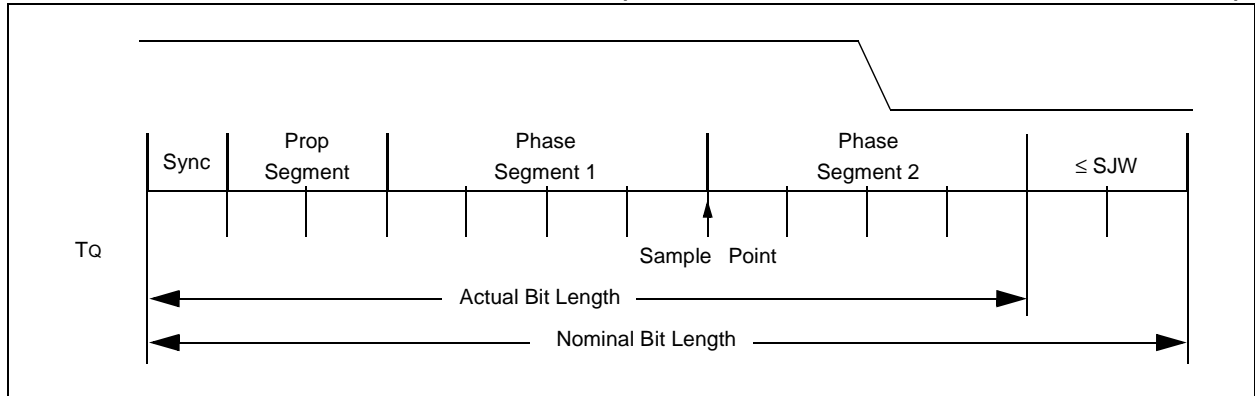 Sync
Prop
Segment
Phase
Segment 1
Phase
Segment 2
≤ SJW
TQ
Sample Point
Actual Bit Length
Nominal Bit Length